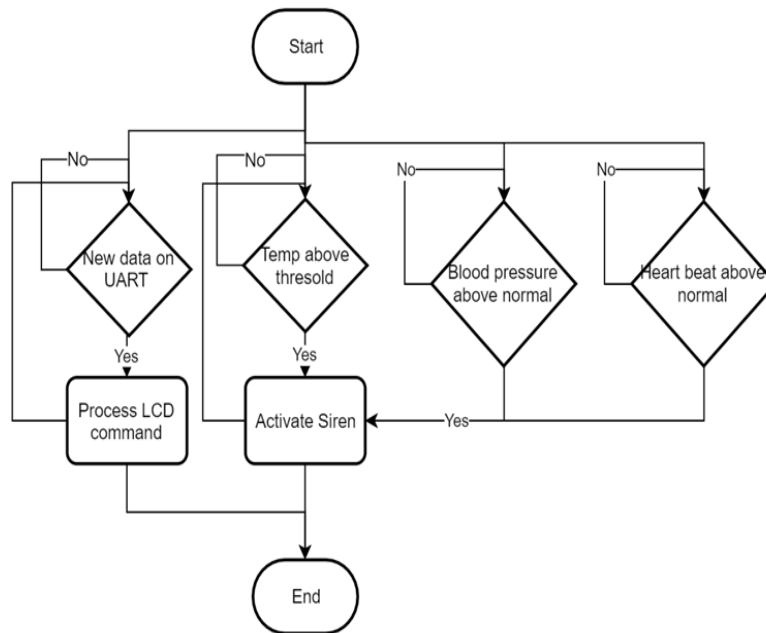 Start
No
No
No
No
New data on
UART
Temp above
thresold
Blood pressure
above normal
Heart beat above
normal
Yes
Yes
Process LCD
command
Activate Siren
Yes
End